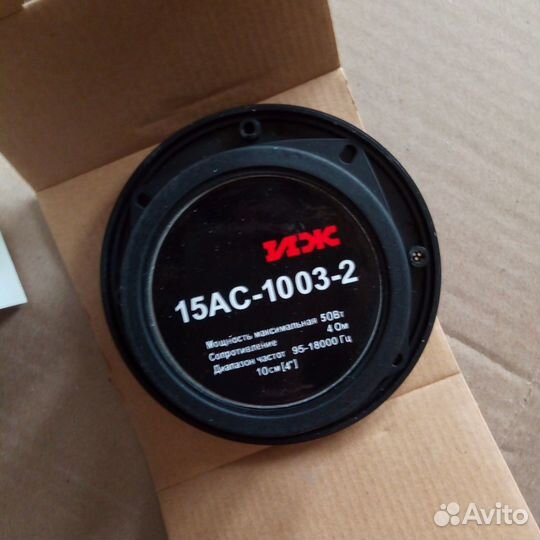 ИЖ
15АС-1003-2
Мощность максимальная 50Вт
Сопротивление 4 Ом
Диапазон частот 95-18000 Гц
10см [4"]
Avito